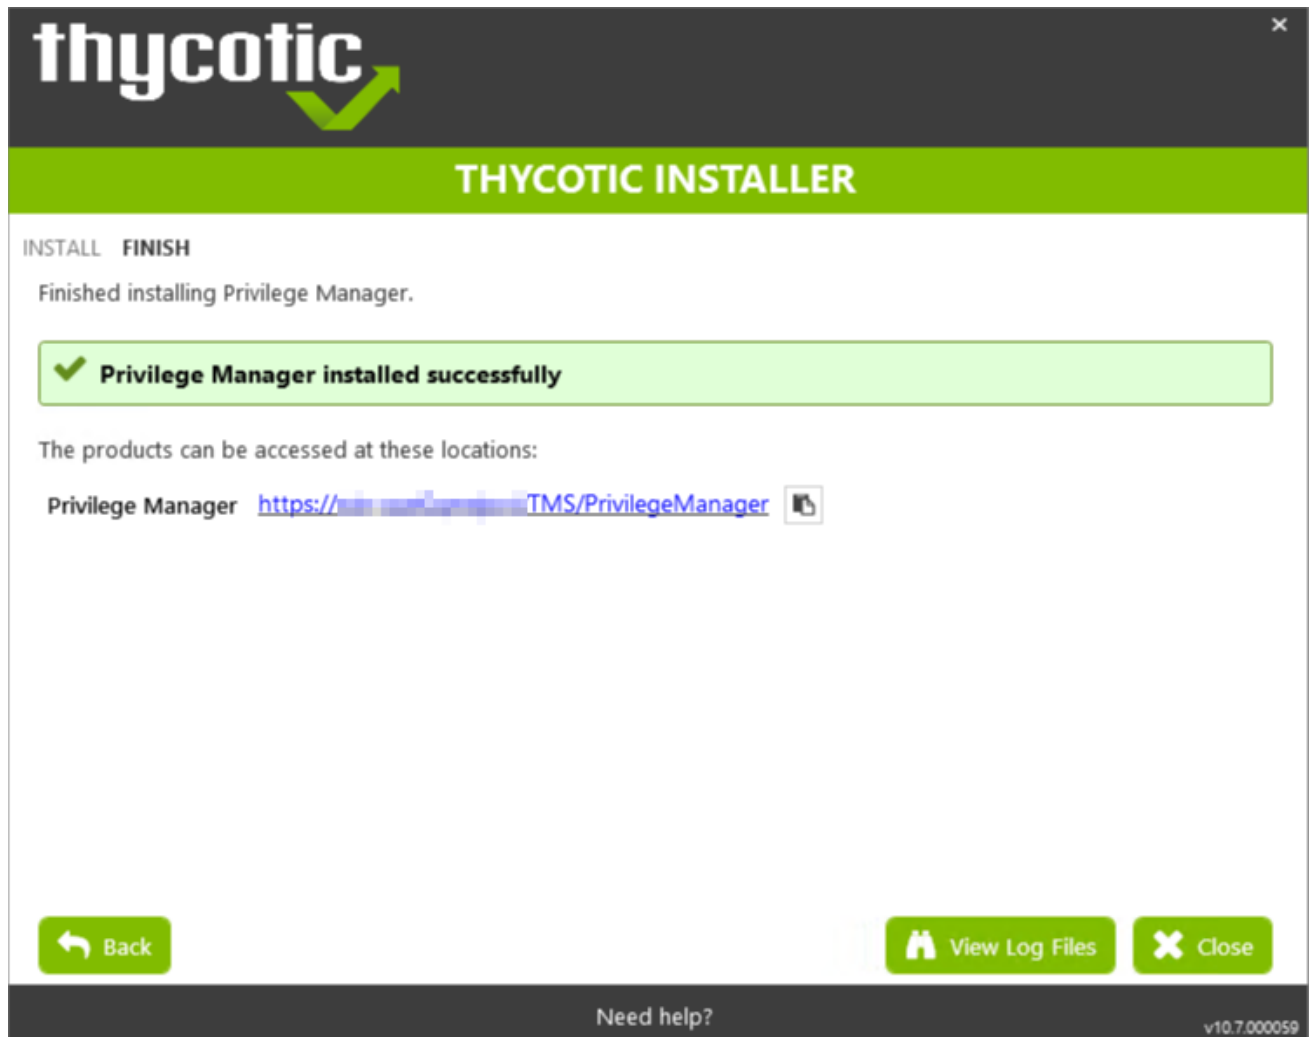 thycotic
THYCOTIC INSTALLER
INSTALL FINISH
Finished installing Privilege Manager.
Privilege Manager installed successfully
The products can be accessed at these locations:
Privilege Manager https:// TMS/PrivilegeManager
Back View Log Files Close
Need help?
v10.7.000059